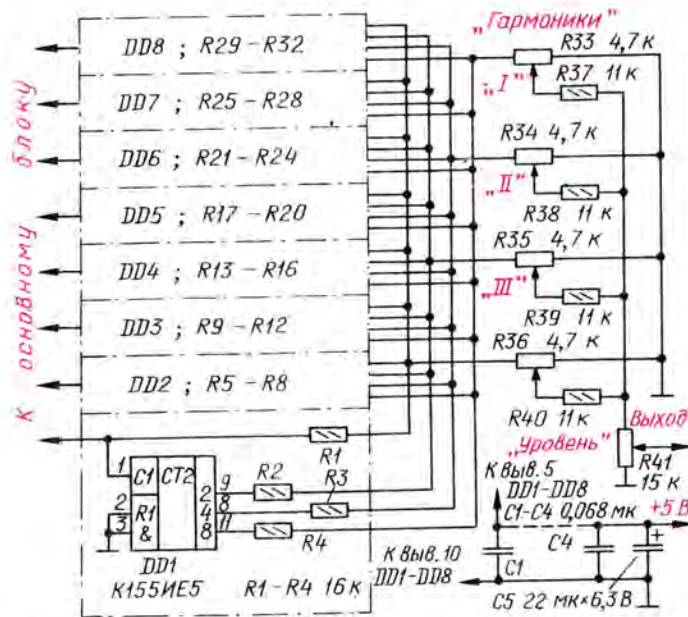 „Гармоники"
DD8 ; R29 – R32
R33 4,7 к
R37 11 к
„I"
DD7 ; R25 – R28
R34 4,7 к
DD6 ; R21 – R24
„II"
R38 11 к
DD5 ; R17 – R20
R35 4,7 к
DD4 ; R13 – R16
„III"
R39 11 к
DD3 ; R9 – R12
R36 4,7 к
DD2 ; R5 – R8
R40 11 к
К основному блоку
Выход
„Уровень"
R41
15 к
R1
1
C1
CT2
2
3
R1
&
2
4
8
9
8
11
R2
R3
R4
DD1
К155ИЕ5
R1 – R4 16 к
К выв. 5
DD1–DD8
C1–C4 0,068 мк
+5 В
C4
+
C1
К выв. 10
DD1–DD8
C5 22 мк×6,3 В